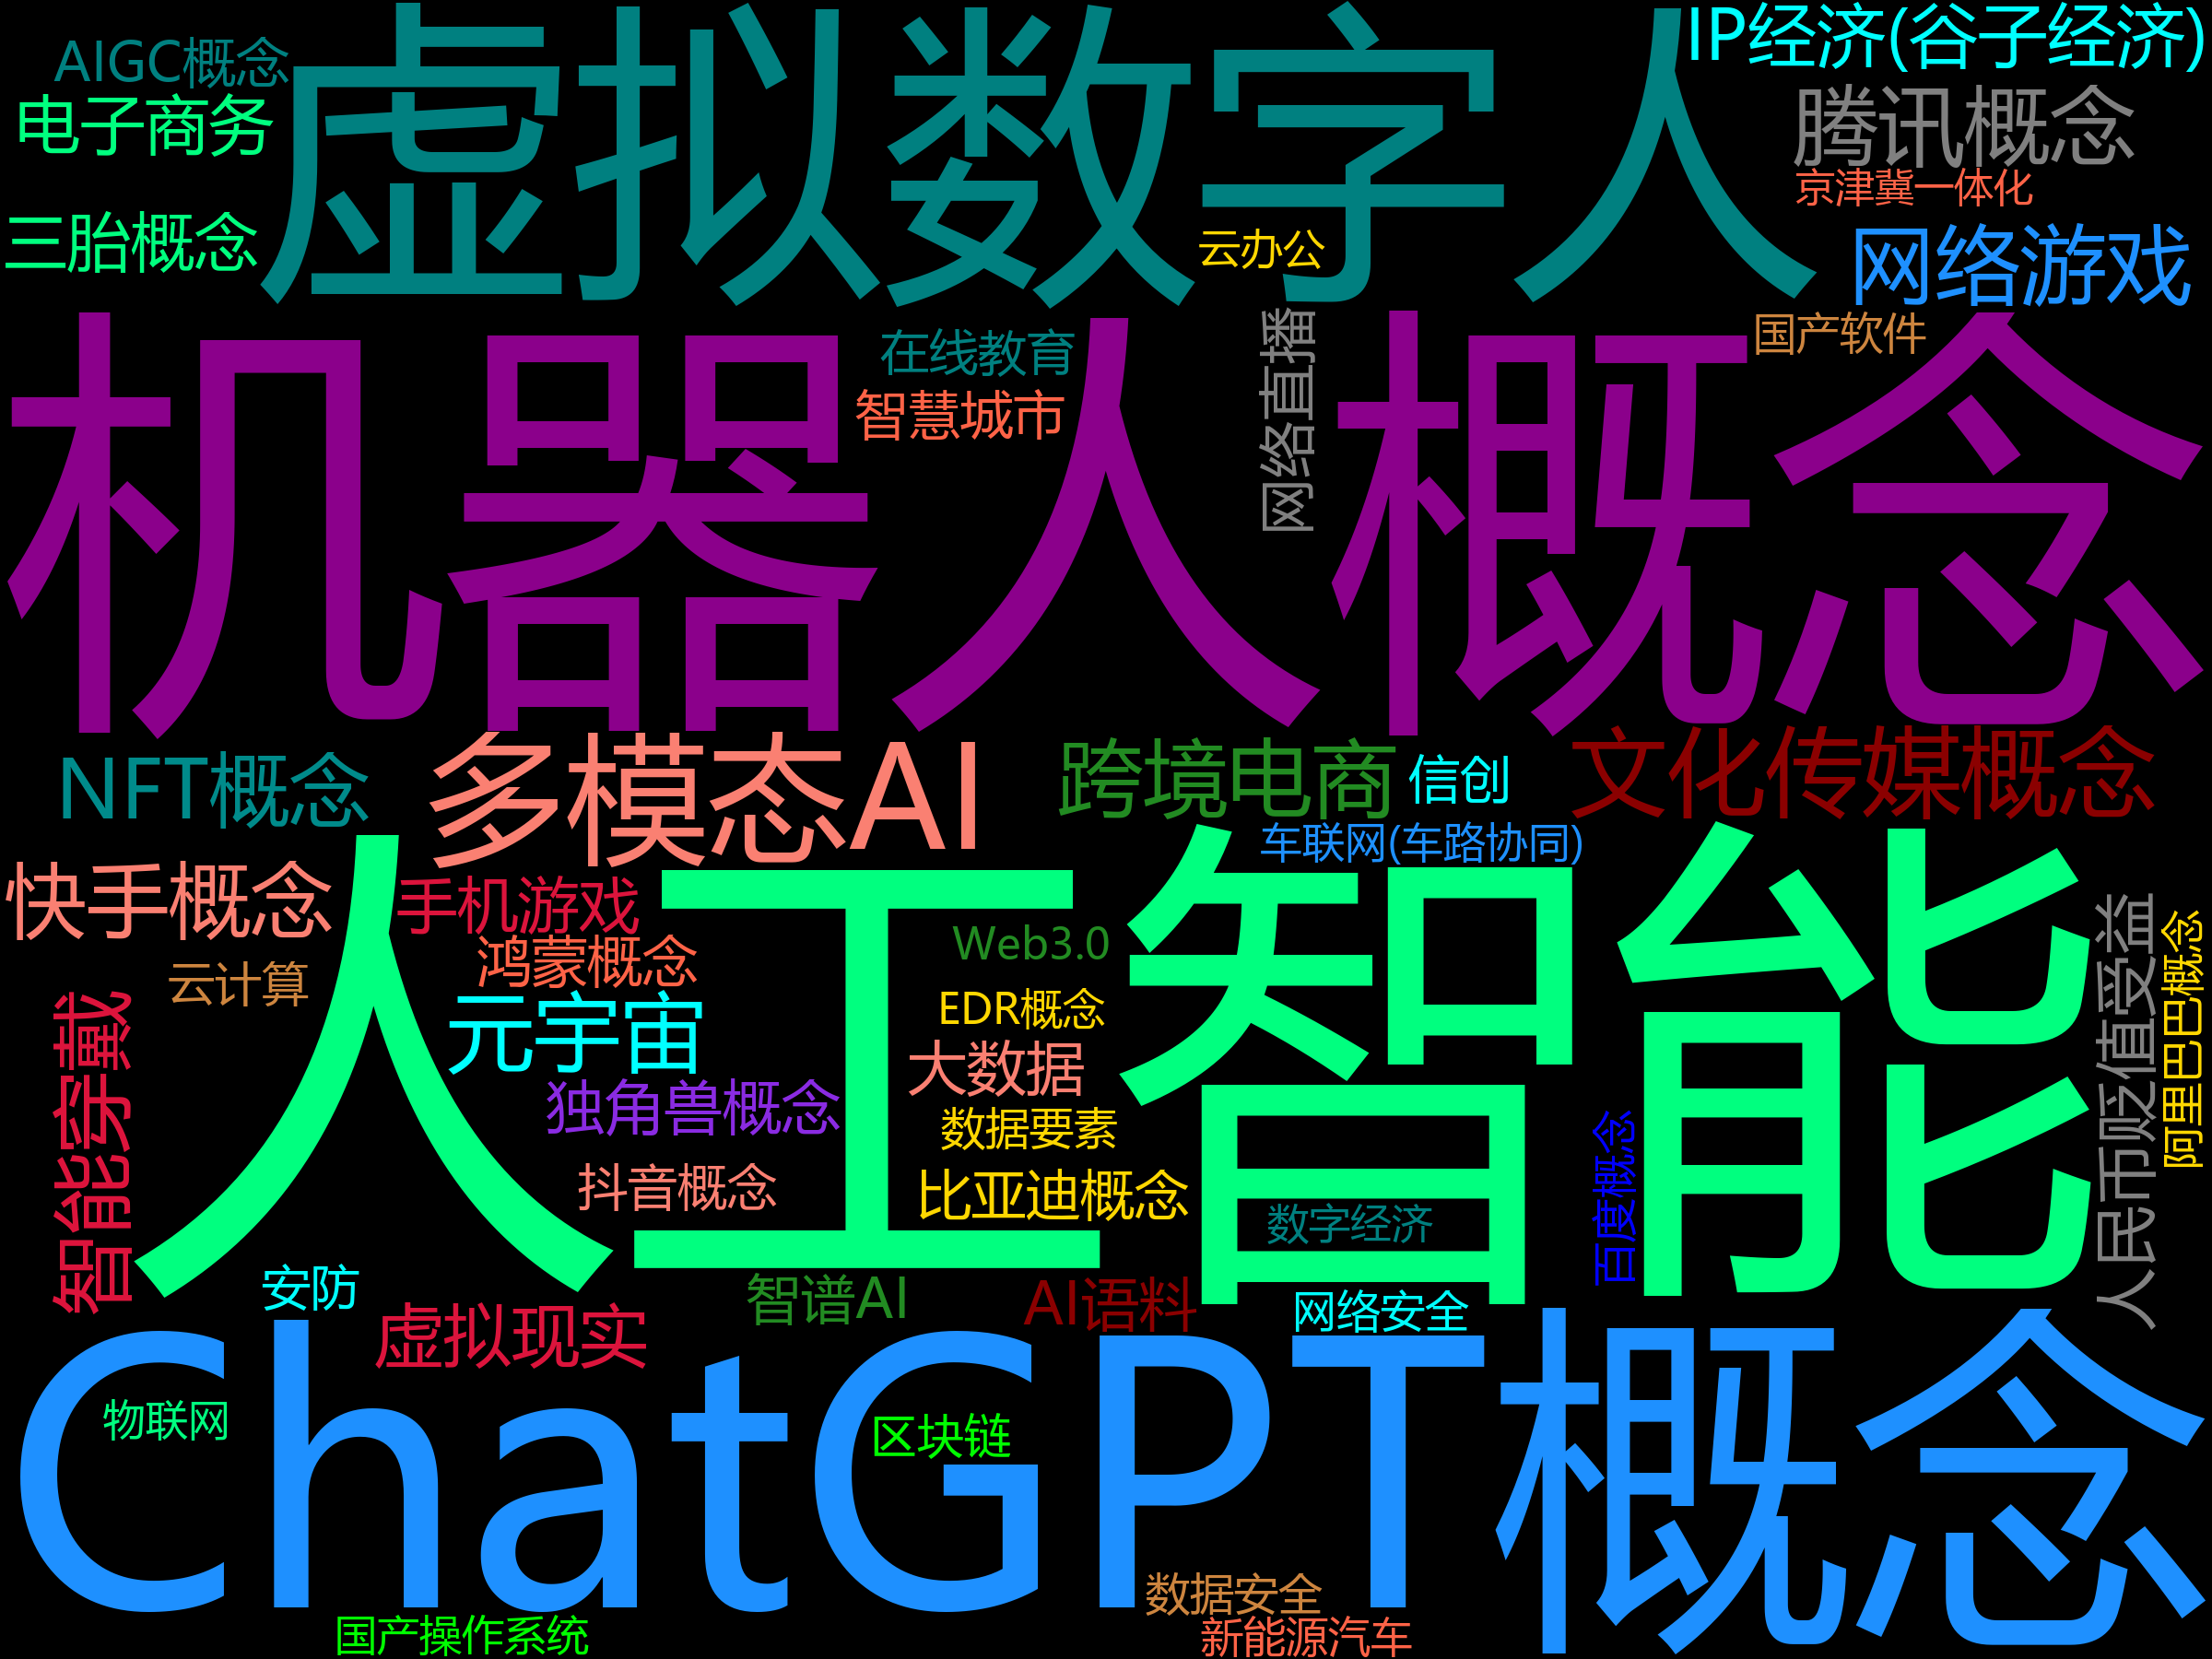 AIGC概念
虚拟数字人
IP经济(谷子经济)
电子商务
腾讯概念
京津冀一体化
三胎概念
云办公
网络游戏
机器人概念
在线教育
网络直播
国产软件
智慧城市
NFT概念
多模态AI
跨境电商
信创
文化传媒概念
车联网(车路协同)
快手概念
手机游戏
人工智能
鸿蒙概念
Web3.0
人民币贬值受益
阿里巴巴概念
云计算
智能穿戴
元宇宙
EDR概念
大数据
独角兽概念
数据要素
百度概念
抖音概念
比亚迪概念
数字经济
安防
智谱AI
AI语料
网络安全
虚拟现实
ChatGPT概念
物联网
区块链
数据安全
国产操作系统
新能源汽车